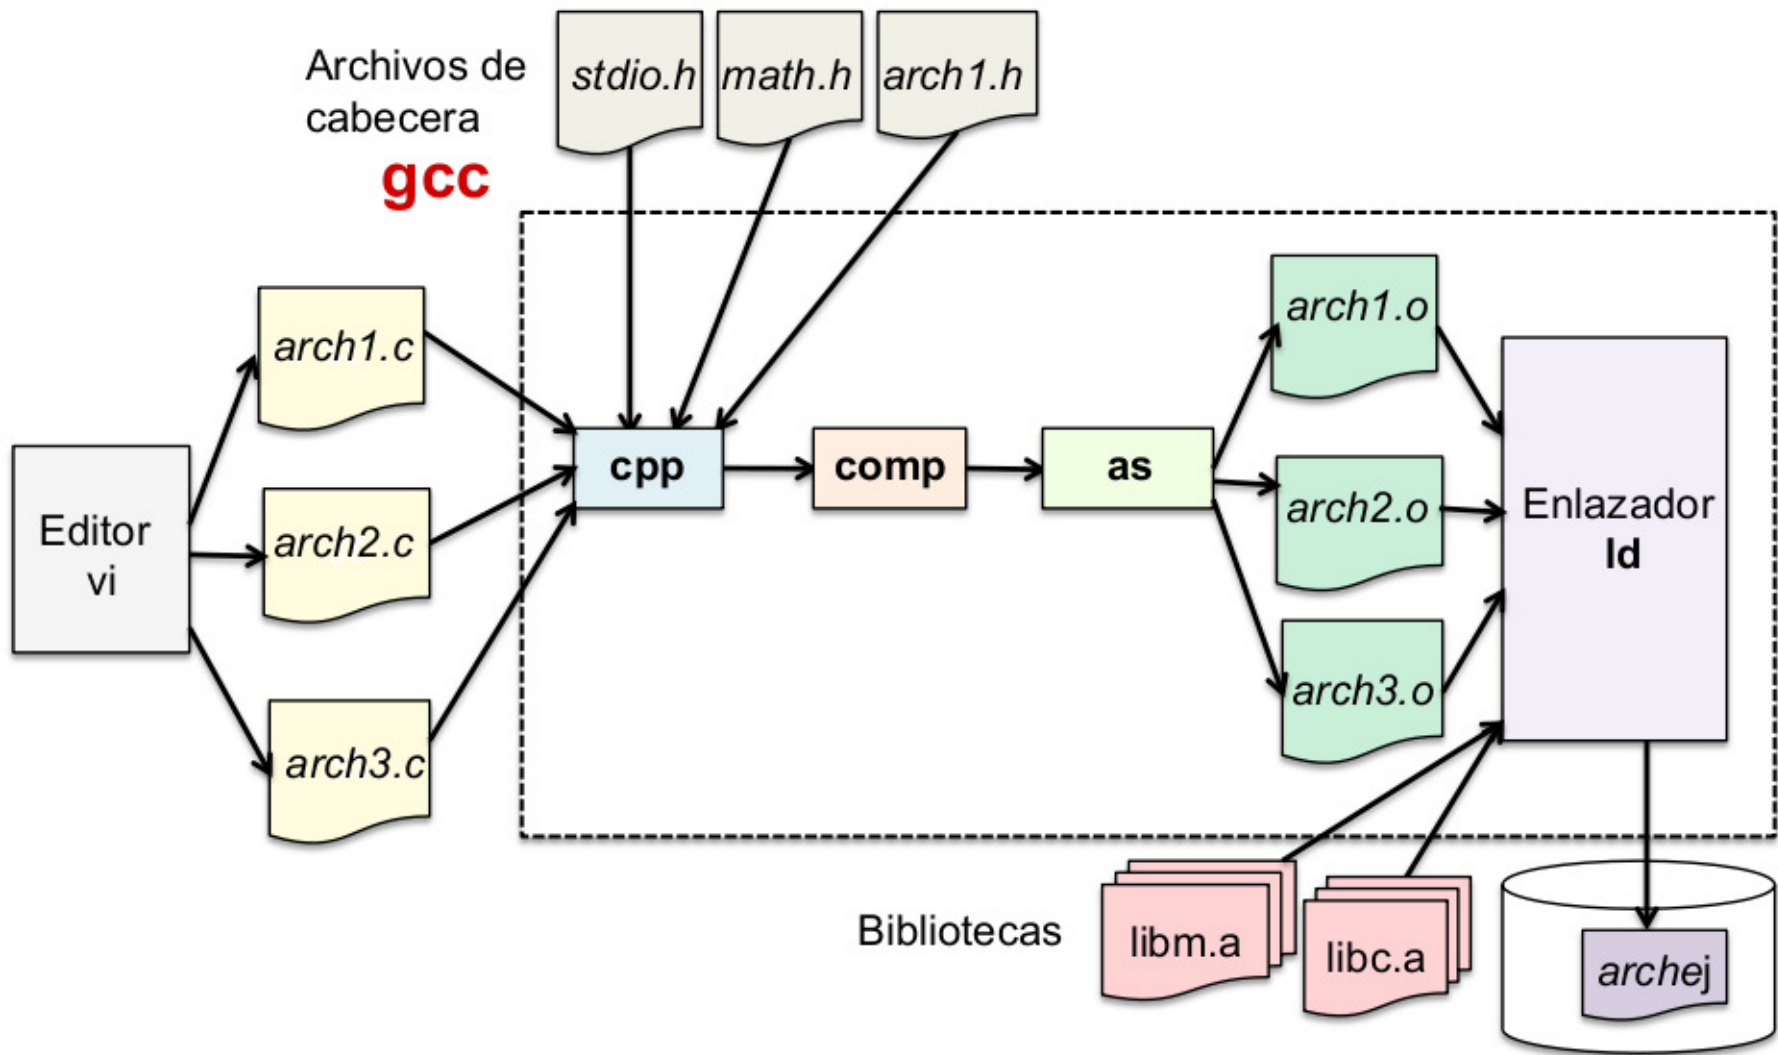 Archivos de
cabecera
gcc
stdio.h
math.h
arch1.h
arch1.c
arch2.c
arch3.c
Editor
vi
cpp
comp
as
arch1.o
arch2.o
arch3.o
Enlazador
ld
Bibliotecas
libm.a
libc.a
archej